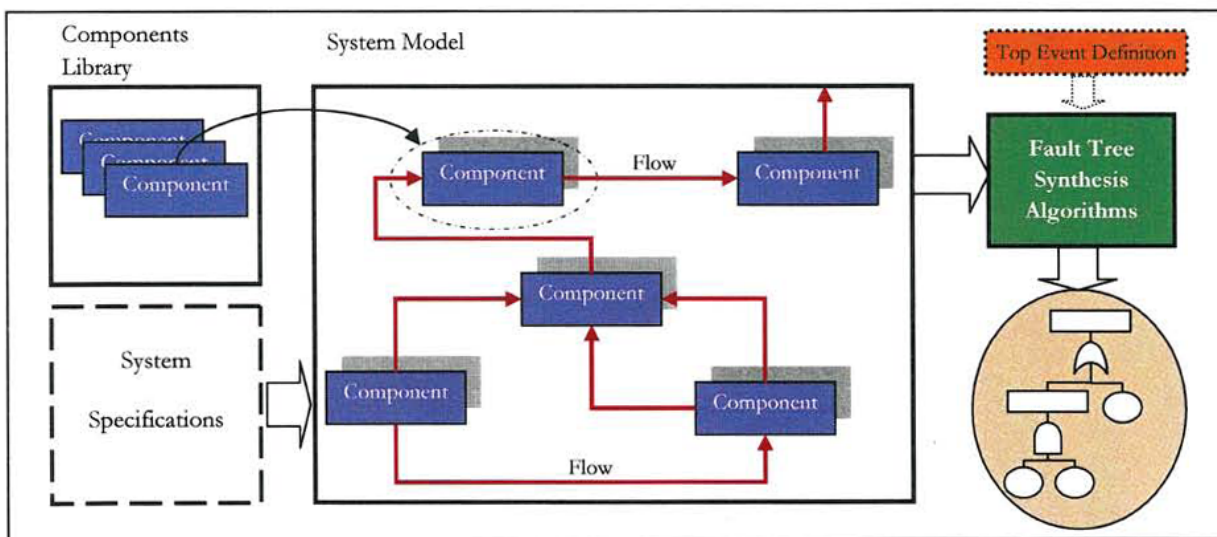 Components
Library
System Model
Top Event Definition
Component
Component
Component
Component
Flow
Component
Fault Tree
Synthesis
Algorithms
Component
System
Specifications
Component
Component
Flow